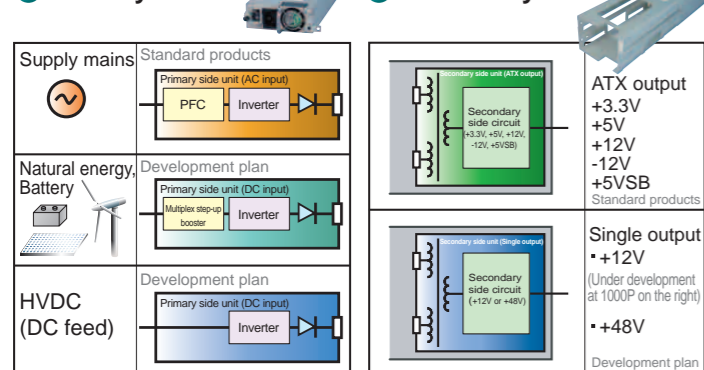 Supply mains
Standard products
Primary side unit (AC input)
PFC
Inverter
Natural energy,
Battery
Development plan
Primary side unit (DC input)
Multiplex step-up
booster
Inverter
HVDC
(DC feed)
Development plan
Primary side unit (DC input)
Inverter
Secondary side unit (ATX output)
Secondary
side circuit
(+3.3V, +5V, +12V,
-12V, +5VSB)
ATX output
+3.3V
+5V
+12V
-12V
+5VSB
Standard products
Secondary side unit (Single output)
Secondary
side circuit
(+12V or +48V)
Single output
▪+12V
(Under development
at 1000P on the right)
▪+48V
Development plan